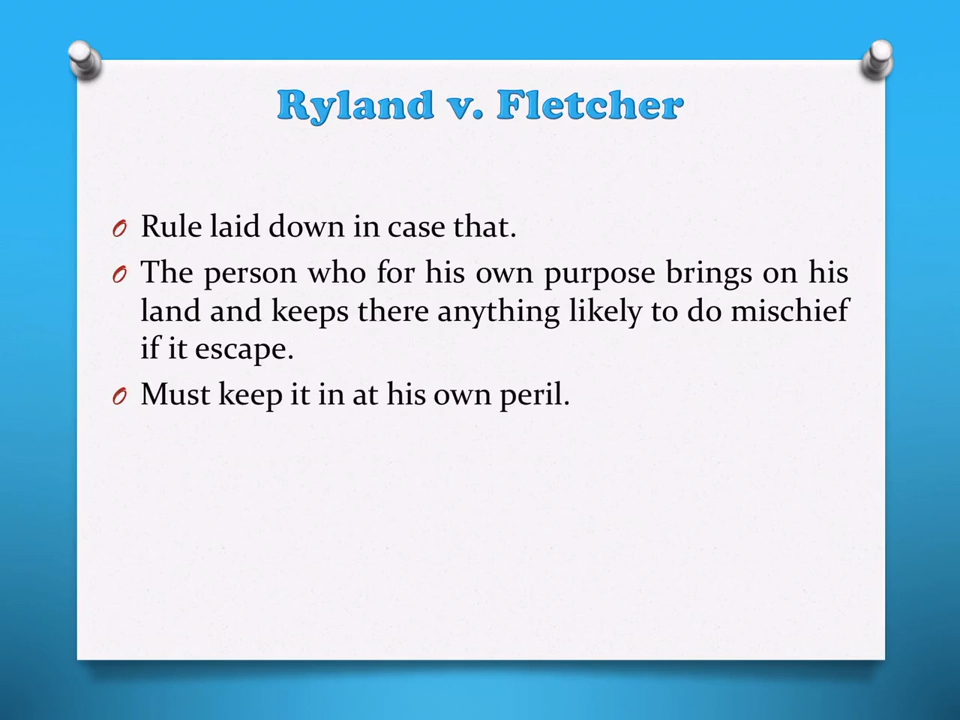 Ryland v. Fletcher
Rule laid down in case that.
The person who for his own purpose brings on his
land and keeps there anything likely to do mischief
if it escape.
Must keep it in at his own peril.